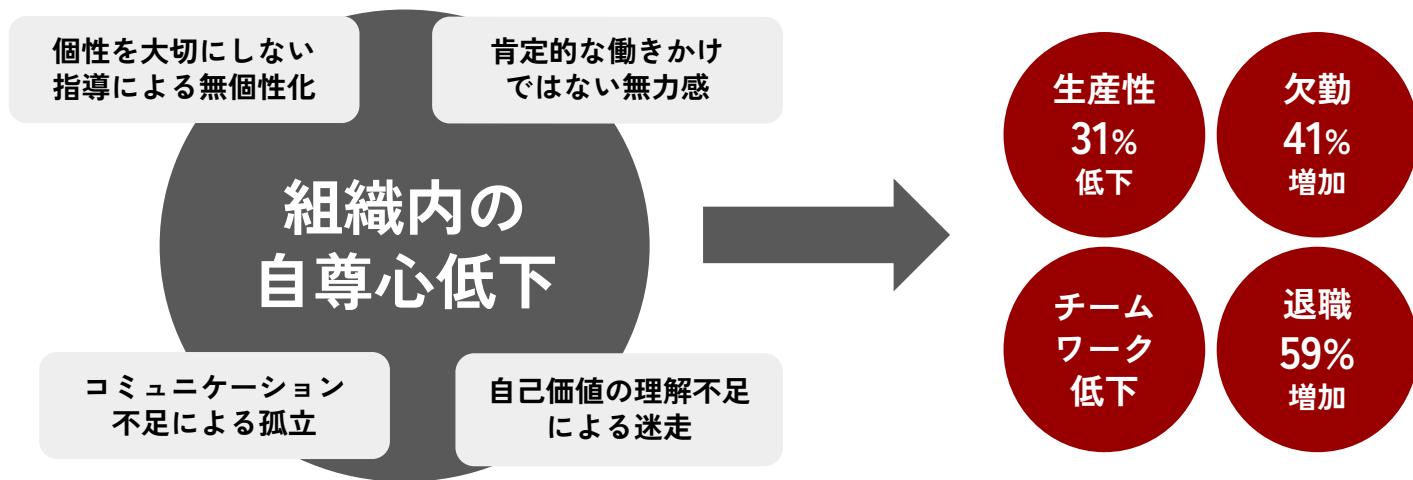 個性を大切にしない
指導による無個性化
肯定的な働きかけ
ではない無力感
組織内の
自尊心低下
コミュニケーション
不足による孤立
自己価値の理解不足
による迷走
生産性
31%
低下
欠勤
41%
増加
チーム
ワーク
低下
退職
59%
増加